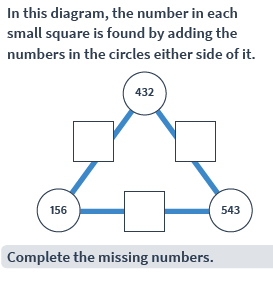 In this diagram, the number in each
small square is found by adding the
numbers in the circles either side of it.
432
156
543
Complete the missing numbers.